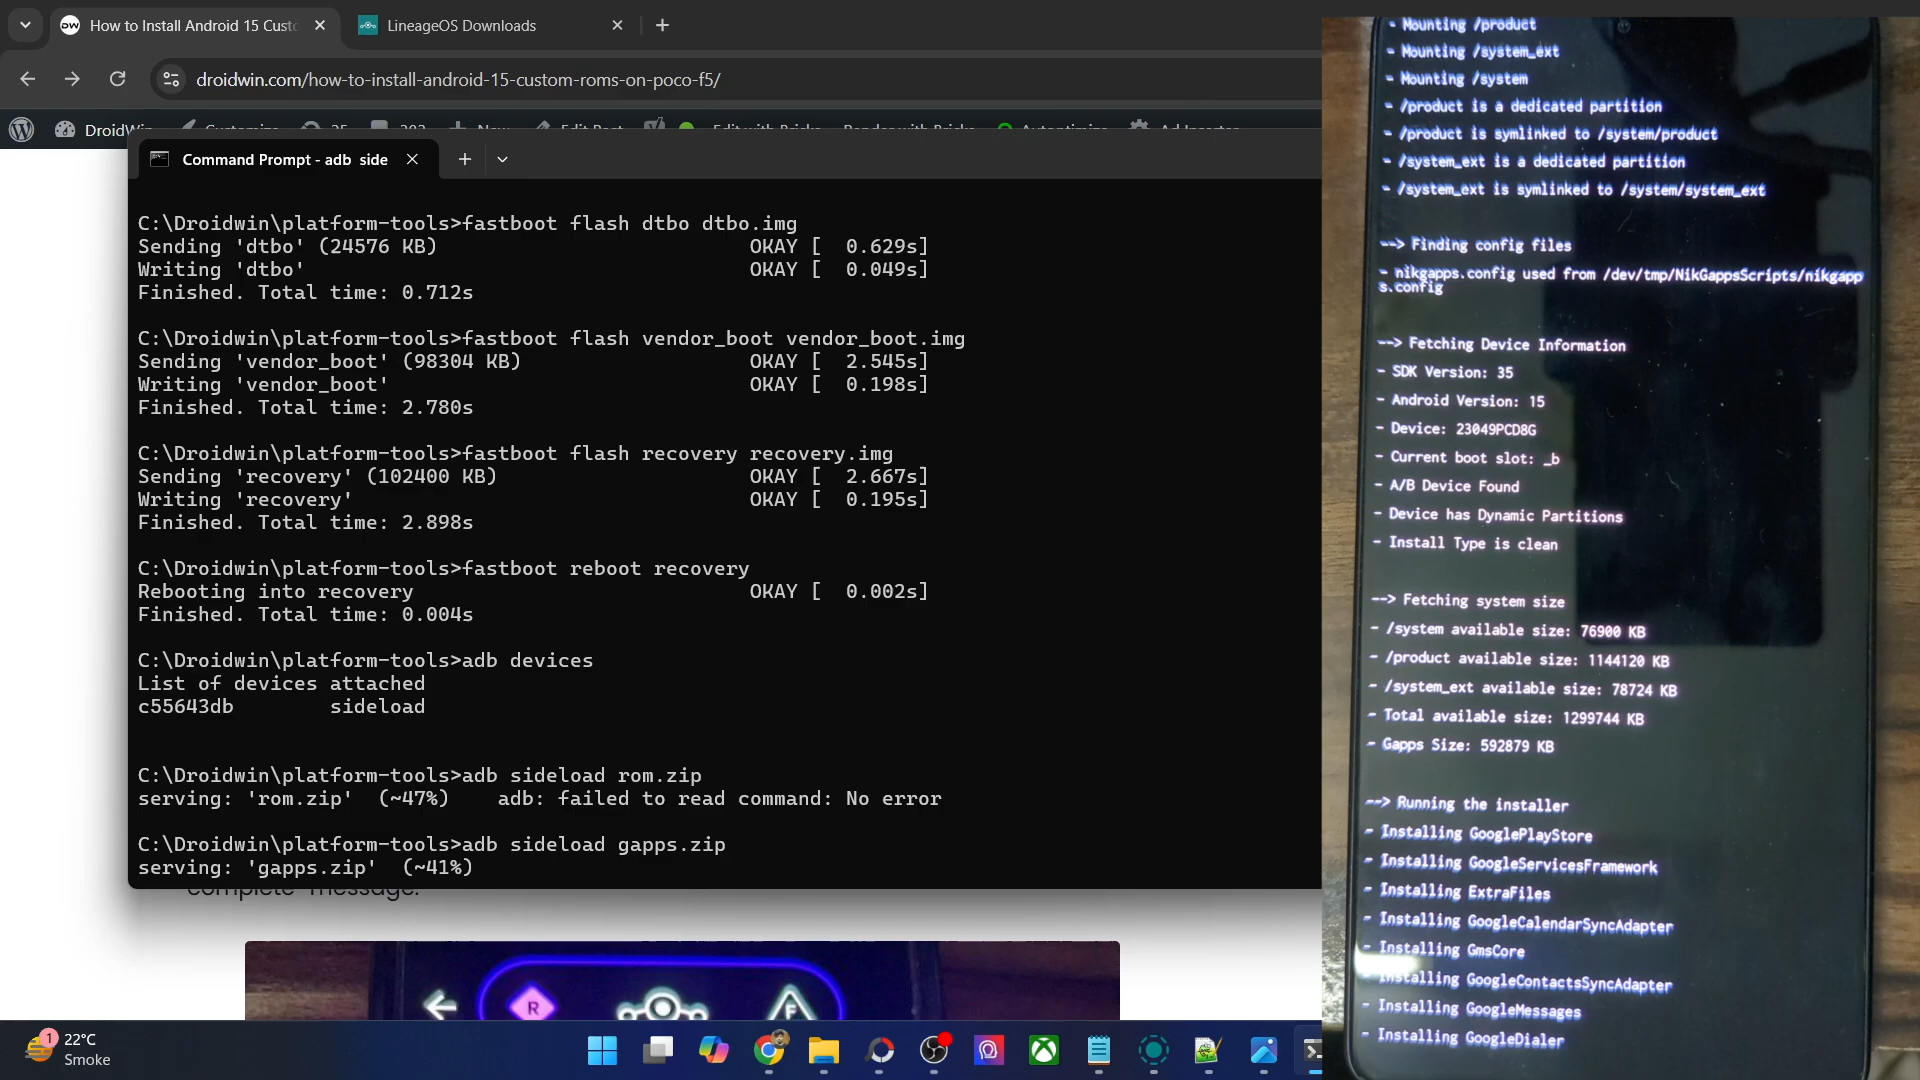 How to Install Android 15 Cust
LineageOS Downloads
droidwin.com/how-to-install-android-15-custom-roms-on-poco-f5/
Command Prompt - adb side
C:\Droidwin\platform-tools>fastboot flash dtbo dtbo.img
Sending 'dtbo' (24576 KB) OKAY [ 0.629s]
Writing 'dtbo' OKAY [ 0.049s]
Finished. Total time: 0.712s
C:\Droidwin\platform-tools>fastboot flash vendor_boot vendor_boot.img
Sending 'vendor_boot' (98304 KB) OKAY [ 2.545s]
Writing 'vendor_boot' OKAY [ 0.198s]
Finished. Total time: 2.780s
C:\Droidwin\platform-tools>fastboot flash recovery recovery.img
Sending 'recovery' (102400 KB) OKAY [ 2.667s]
Writing 'recovery' OKAY [ 0.195s]
Finished. Total time: 2.898s
C:\Droidwin\platform-tools>fastboot reboot recovery
Rebooting into recovery OKAY [ 0.002s]
Finished. Total time: 0.004s
C:\Droidwin\platform-tools>adb devices
List of devices attached
c55643db sideload
C:\Droidwin\platform-tools>adb sideload rom.zip
serving: 'rom.zip' (~47%) adb: failed to read command: No error
C:\Droidwin\platform-tools>adb sideload gapps.zip
serving: 'gapps.zip' (~41%)
R
F
1
22°C
Smoke
- Mounting /product
- Mounting /system_ext
- Mounting /system
- /product is a dedicated partition
- /product is symlinked to /system/product
- /system_ext is a dedicated partition
- /system_ext is symlinked to /system/system_ext
--> Finding config files
- nikgapps.config used from /dev/tmp/NikGappsScripts/nikgapp
s.config
--> Fetching Device Information
- SDK Version: 35
- Android Version: 15
- Device: 23049PCD8G
- Current boot slot: _b
- A/B Device Found
- Device has Dynamic Partitions
- Install Type is clean
--> Fetching system size
- /system available size: 76900 KB
- /product available size: 1144120 KB
- /system_ext available size: 78724 KB
- Total available size: 1299744 KB
- Gapps Size: 592879 KB
--> Running the installer
- Installing GooglePlayStore
- Installing GoogleServicesFramework
- Installing ExtraFiles
- Installing GoogleCalendarSyncAdapter
- Installing GmsCore
- Installing GoogleContactsSyncAdapter
- Installing GoogleMessages
- Installing GoogleDialer